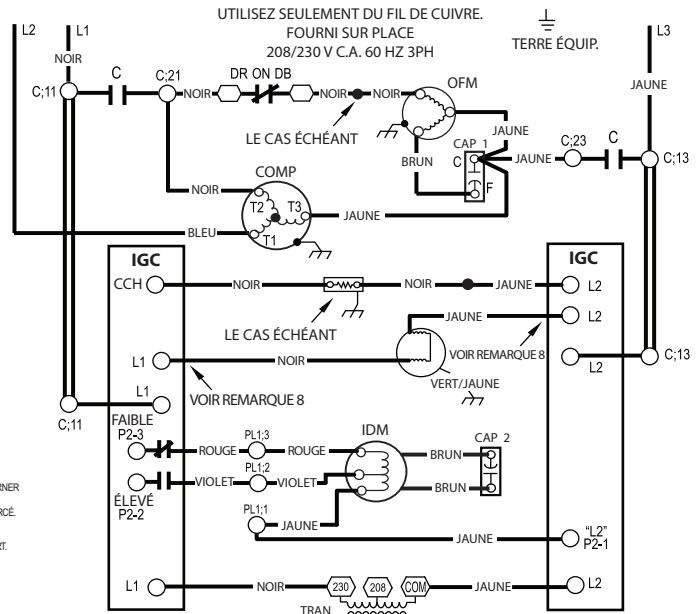 UTILISEZ SEULEMENT DU FIL DE CUIVRE.
FOURNI SUR PLACE
208/230 V C.A. 60 HZ 3PH
TERRE ÉQUIP.
L2
L1
L3
NOIR
JAUNE
C;11
C
C;21
NOIR
DR ON DB
NOIR
NOIR
OFM
LE CAS ÉCHÉANT
JAUNE
BRUN
CAP 1
C
F
JAUNE
C;23
C
C;13
COMP
NOIR
T2
T3
T1
JAUNE
BLEU
IGC
IGC
CCH
NOIR
NOIR
JAUNE
L2
LE CAS ÉCHÉANT
JAUNE
L2
L1
NOIR
VOIR REMARQUE 8
L2
C;13
VERT/JAUNE
VOIR REMARQUE 8
L1
C;11
FAIBLE
P2-3
ROUGE
PL1;3
ROUGE
IDM
BRUN
CAP 2
VIOLET
PL1;2
VIOLET
BRUN
ÉLEVÉ
P2-2
PL1;1
JAUNE
JAUNE
"L2"
P2-1
RNER
RCÉ.
RT.
L1
NOIR
230
208
COM
JAUNE
L2
TRAN